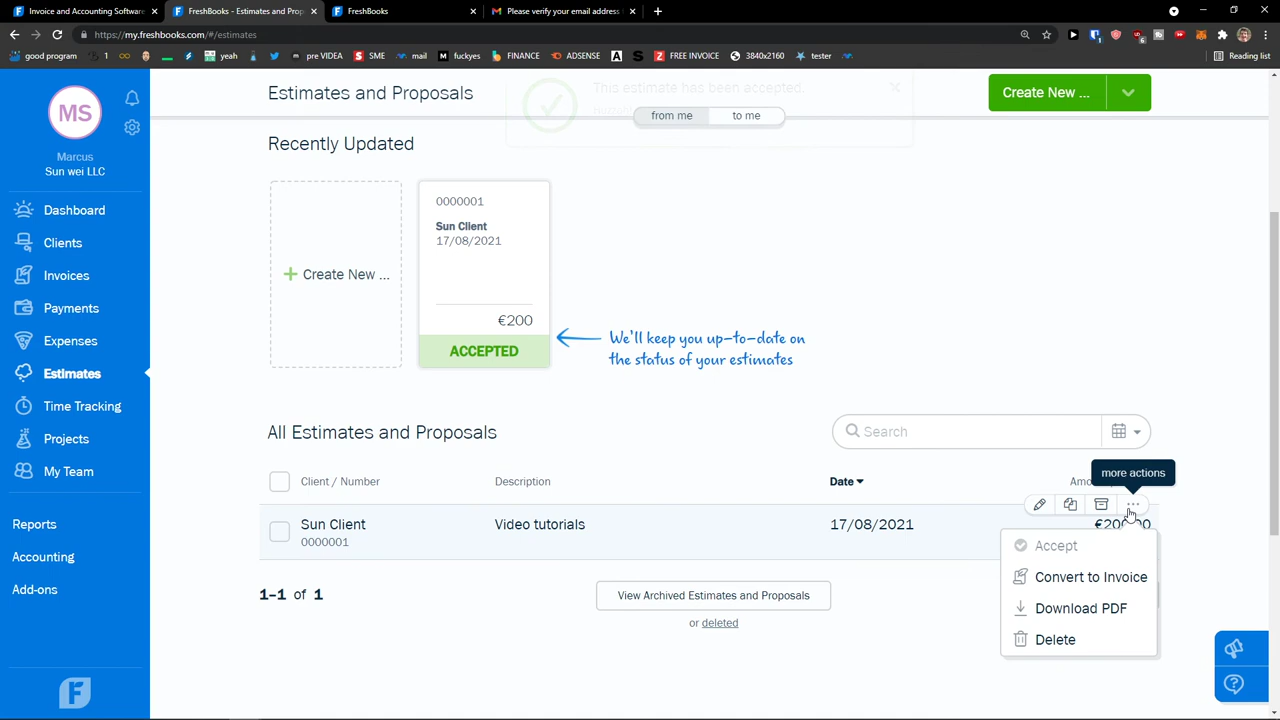 Invoice and Accounting Software
FreshBooks - Estimates and Prop
FreshBooks
Please verify your email address
https://my.freshbooks.com/#/estimates
good program
1
yeah
pre VIDEA
SME
mail
fuckyes
FINANCE
ADSENSE
FREE INVOICE
3840x2160
tester
Reading list
MS
Marcus
Sun wei LLC
Dashboard
Clients
Invoices
Payments
Expenses
Estimates
Time Tracking
Projects
My Team
Reports
Accounting
Add-ons
Estimates and Proposals
This estimate has been accepted.
from me
to me
Create New ...
Recently Updated
Create New ...
0000001
Sun Client
17/08/2021
€200
ACCEPTED
We'll keep you up-to-date on
the status of your estimates
All Estimates and Proposals
Search
more actions
Client / Number Description Date
Sun Client Video tutorials 17/08/2021
0000001
Accept
Convert to Invoice
Download PDF
Delete
1–1 of 1
View Archived Estimates and Proposals
or deleted